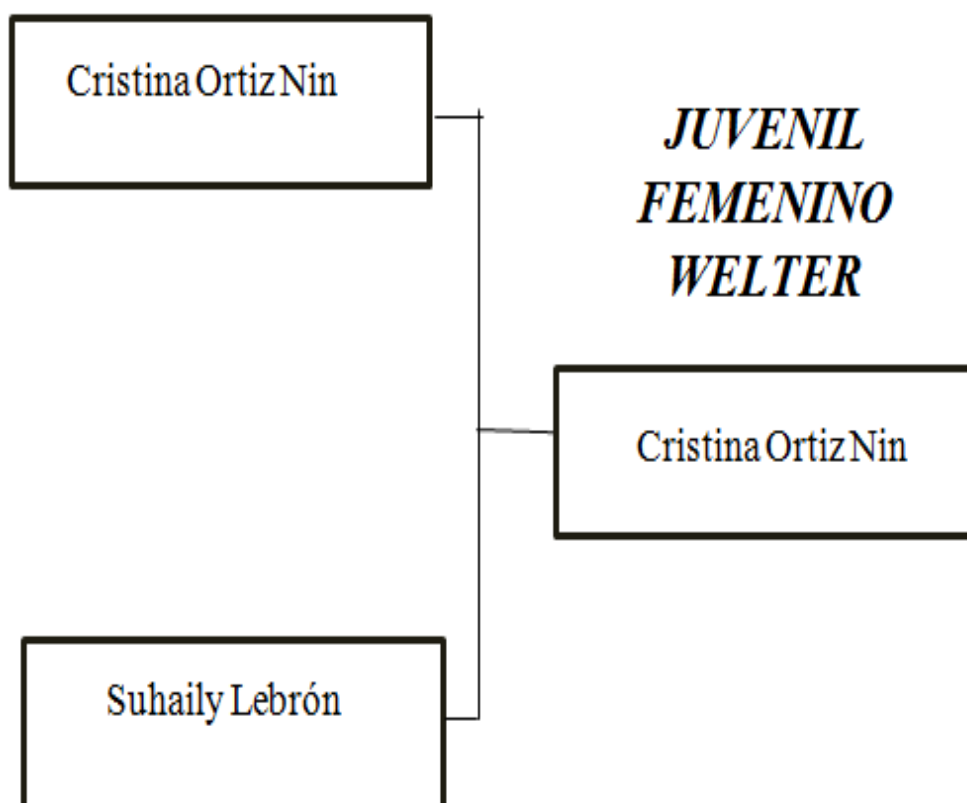 Cristina Ortiz Nin
JUVENIL
FEMENINO
WELTER
Cristina Ortiz Nin
Suhaily Lebrón